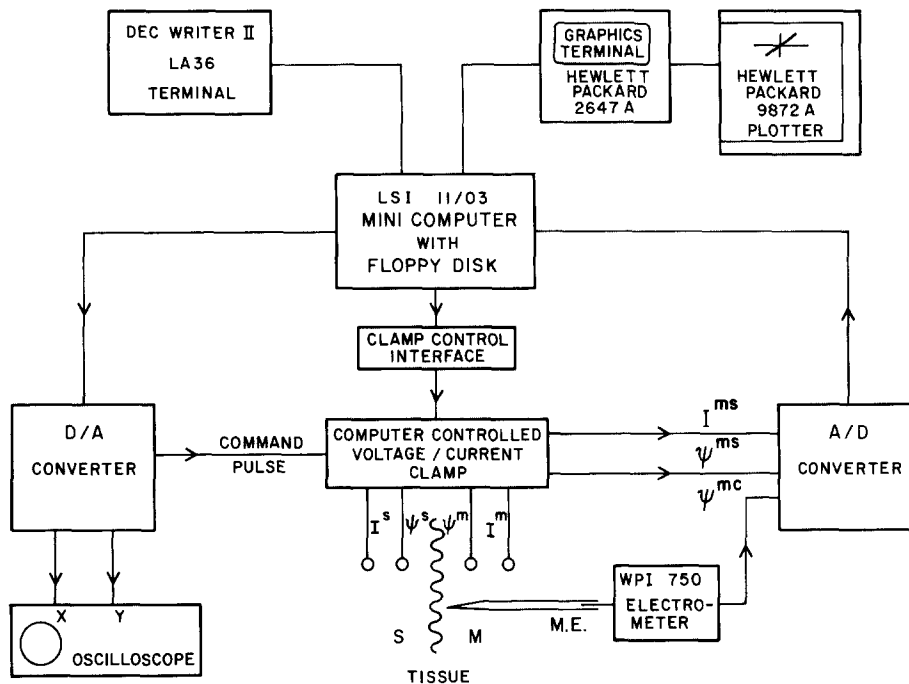 DEC WRITER II
LA36
TERMINAL
GRAPHICS
TERMINAL
HEWLETT
PACKARD
2647A
HEWLETT
PACKARD
9872A
PLOTTER
LSI 11/03
MINI COMPUTER
WITH
FLOPPY DISK
CLAMP CONTROL
INTERFACE
D/A
CONVERTER
COMMAND
PULSE
COMPUTER CONTROLLED
VOLTAGE / CURRENT
CLAMP
I^ms
ψ^ms
ψ^mc
A/D
CONVERTER
I^s ψ^s ψ^m I^m
X Y
OSCILLOSCOPE
S M M.E.
WPI 750
ELECTRO-
METER
TISSUE